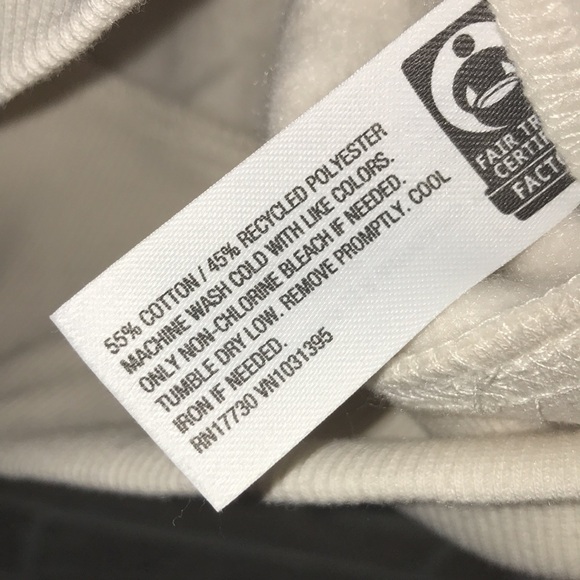 FAIR TR
CERTI
FACTO
55% COTTON / 45% RECYCLED POLYESTER
MACHINE WASH COLD WITH LIKE COLORS.
ONLY NON-CHLORINE BLEACH IF NEEDED.
TUMBLE DRY LOW. REMOVE PROMPTLY. COOL
IRON IF NEEDED.
RN17730 VN1031395